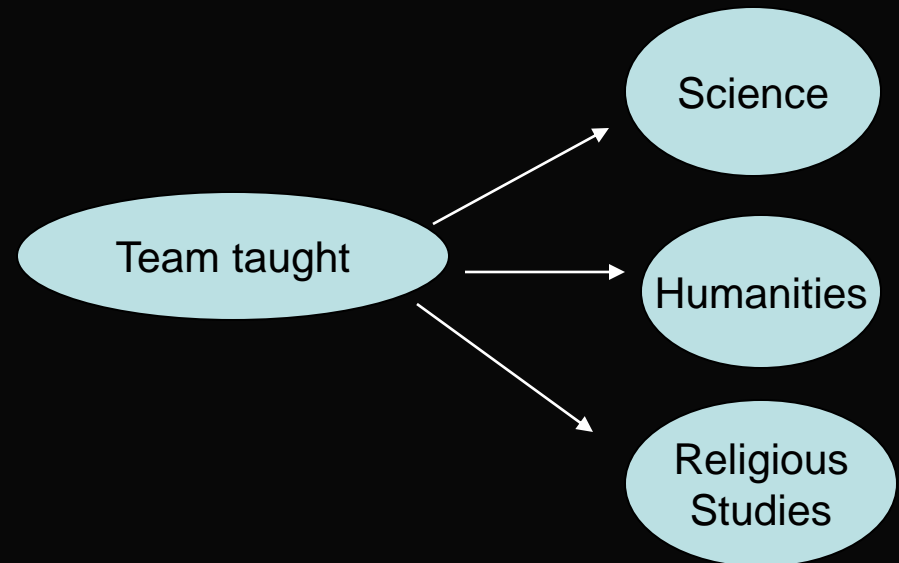 Science
Team taught
Humanities
Religious
Studies